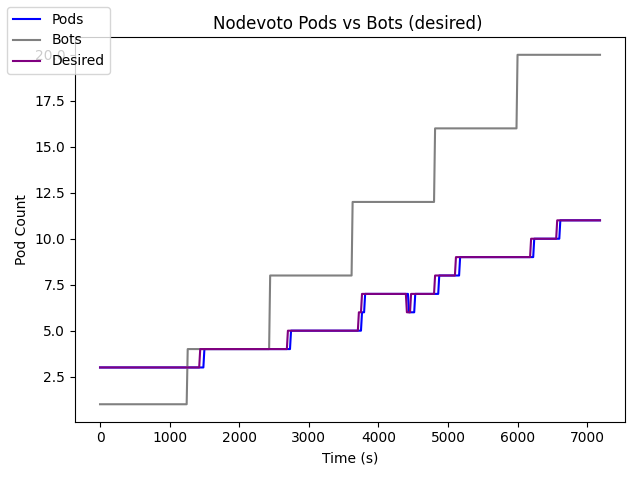 Nodevoto Pods vs Bots (desired)
Pods
Bots
Desired
20.0
17.5
15.0
12.5
10.0
7.5
5.0
2.5
Pod Count
0 1000 2000 3000 4000 5000 6000 7000
Time (s)